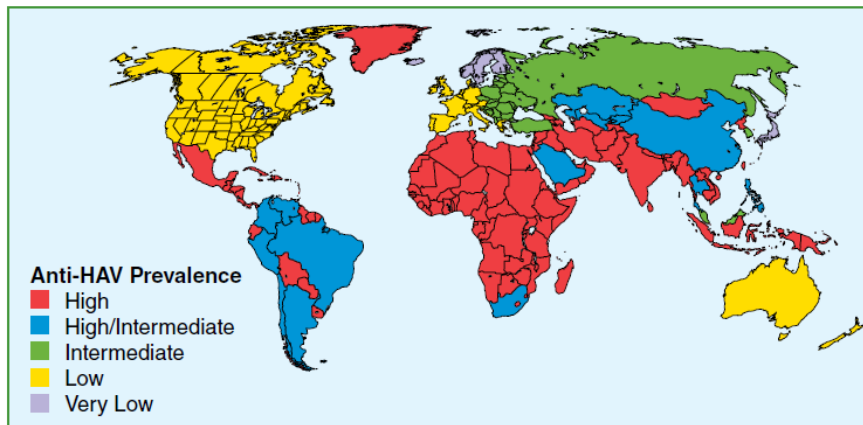 Anti-HAV Prevalence
High
High/Intermediate
Intermediate
Low
Very Low